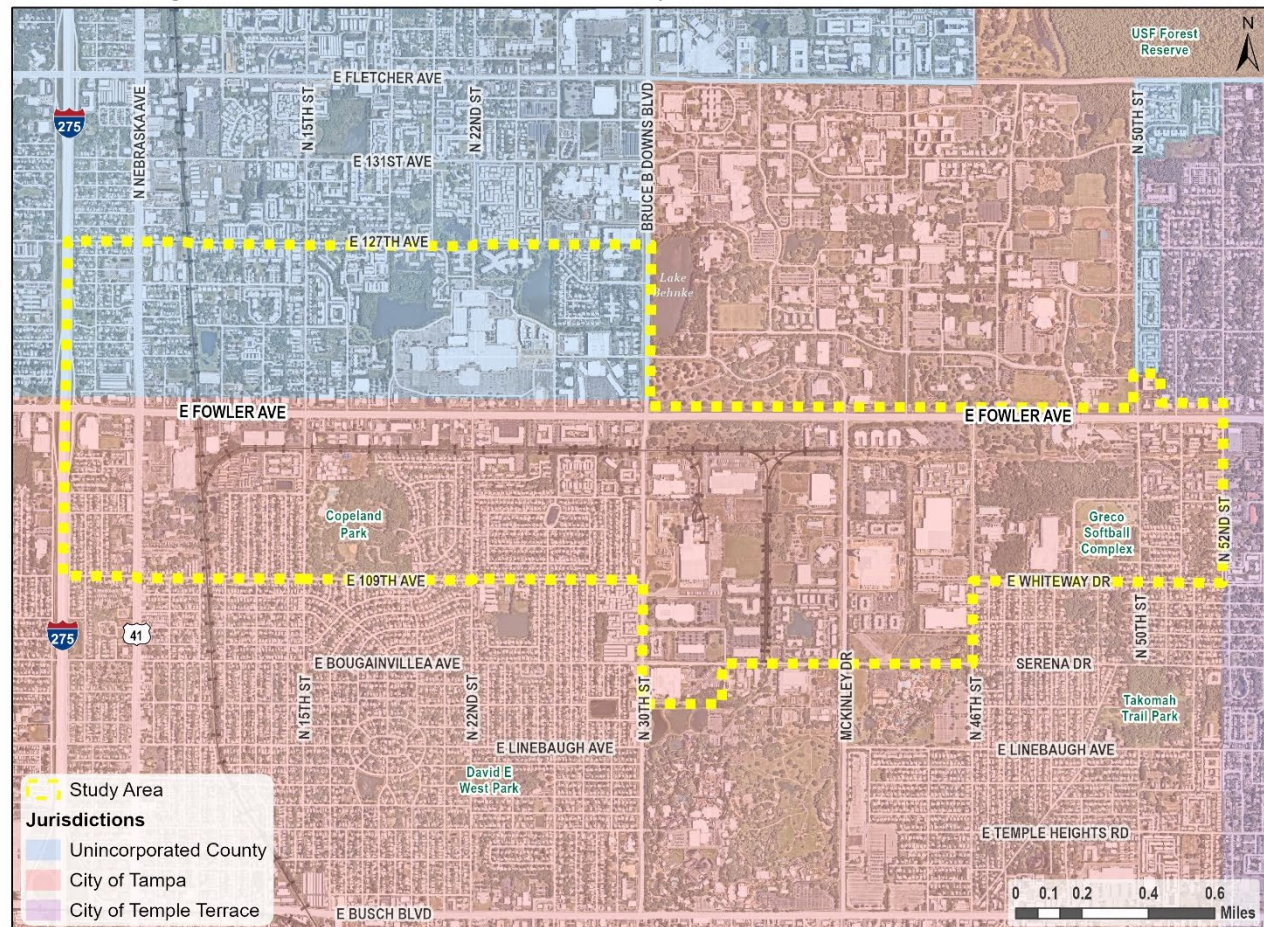 N
USF Forest
Reserve
E FLETCHER AVE
275
N NEBRASKA AVE
N 15TH ST
N 22ND ST
BRUCE B DOWNS BLVD
N 50TH ST
E 131ST AVE
E 127TH AVE
Lake
Behnke
E FOWLER AVE
E FOWLER AVE
Copeland
Park
Greco
Softball
Complex
N 52ND ST
E 109TH AVE
E WHITEWAY DR
275
41
N 15TH ST
E BOUGAINVILLEA AVE
N 22ND ST
N 30TH ST
MCKINLEY DR
N 46TH ST
SERENA DR
N 50TH ST
Takomah
Trail Park
E LINEBAUGH AVE
E LINEBAUGH AVE
David E
West Park
E TEMPLE HEIGHTS RD
E BUSCH BLVD
Study Area
Jurisdictions
Unincorporated County
City of Tampa
City of Temple Terrace
0 0.1 0.2 0.4 0.6
Miles